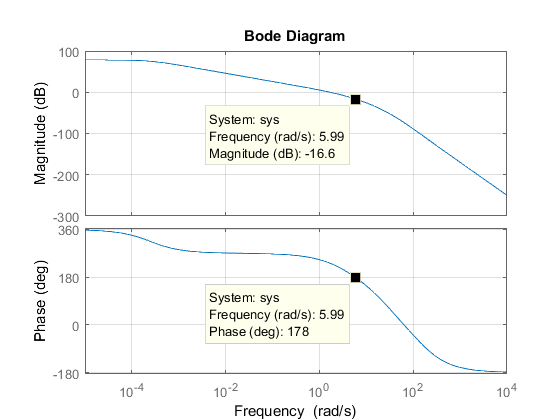 Bode Diagram
100
0
-100
-200
-300
Magnitude (dB)
System: sys
Frequency (rad/s): 5.99
Magnitude (dB): -16.6
360
180
0
-180
Phase (deg)
System: sys
Frequency (rad/s): 5.99
Phase (deg): 178
10^-4
10^-2
10^0
10^2
10^4
Frequency (rad/s)